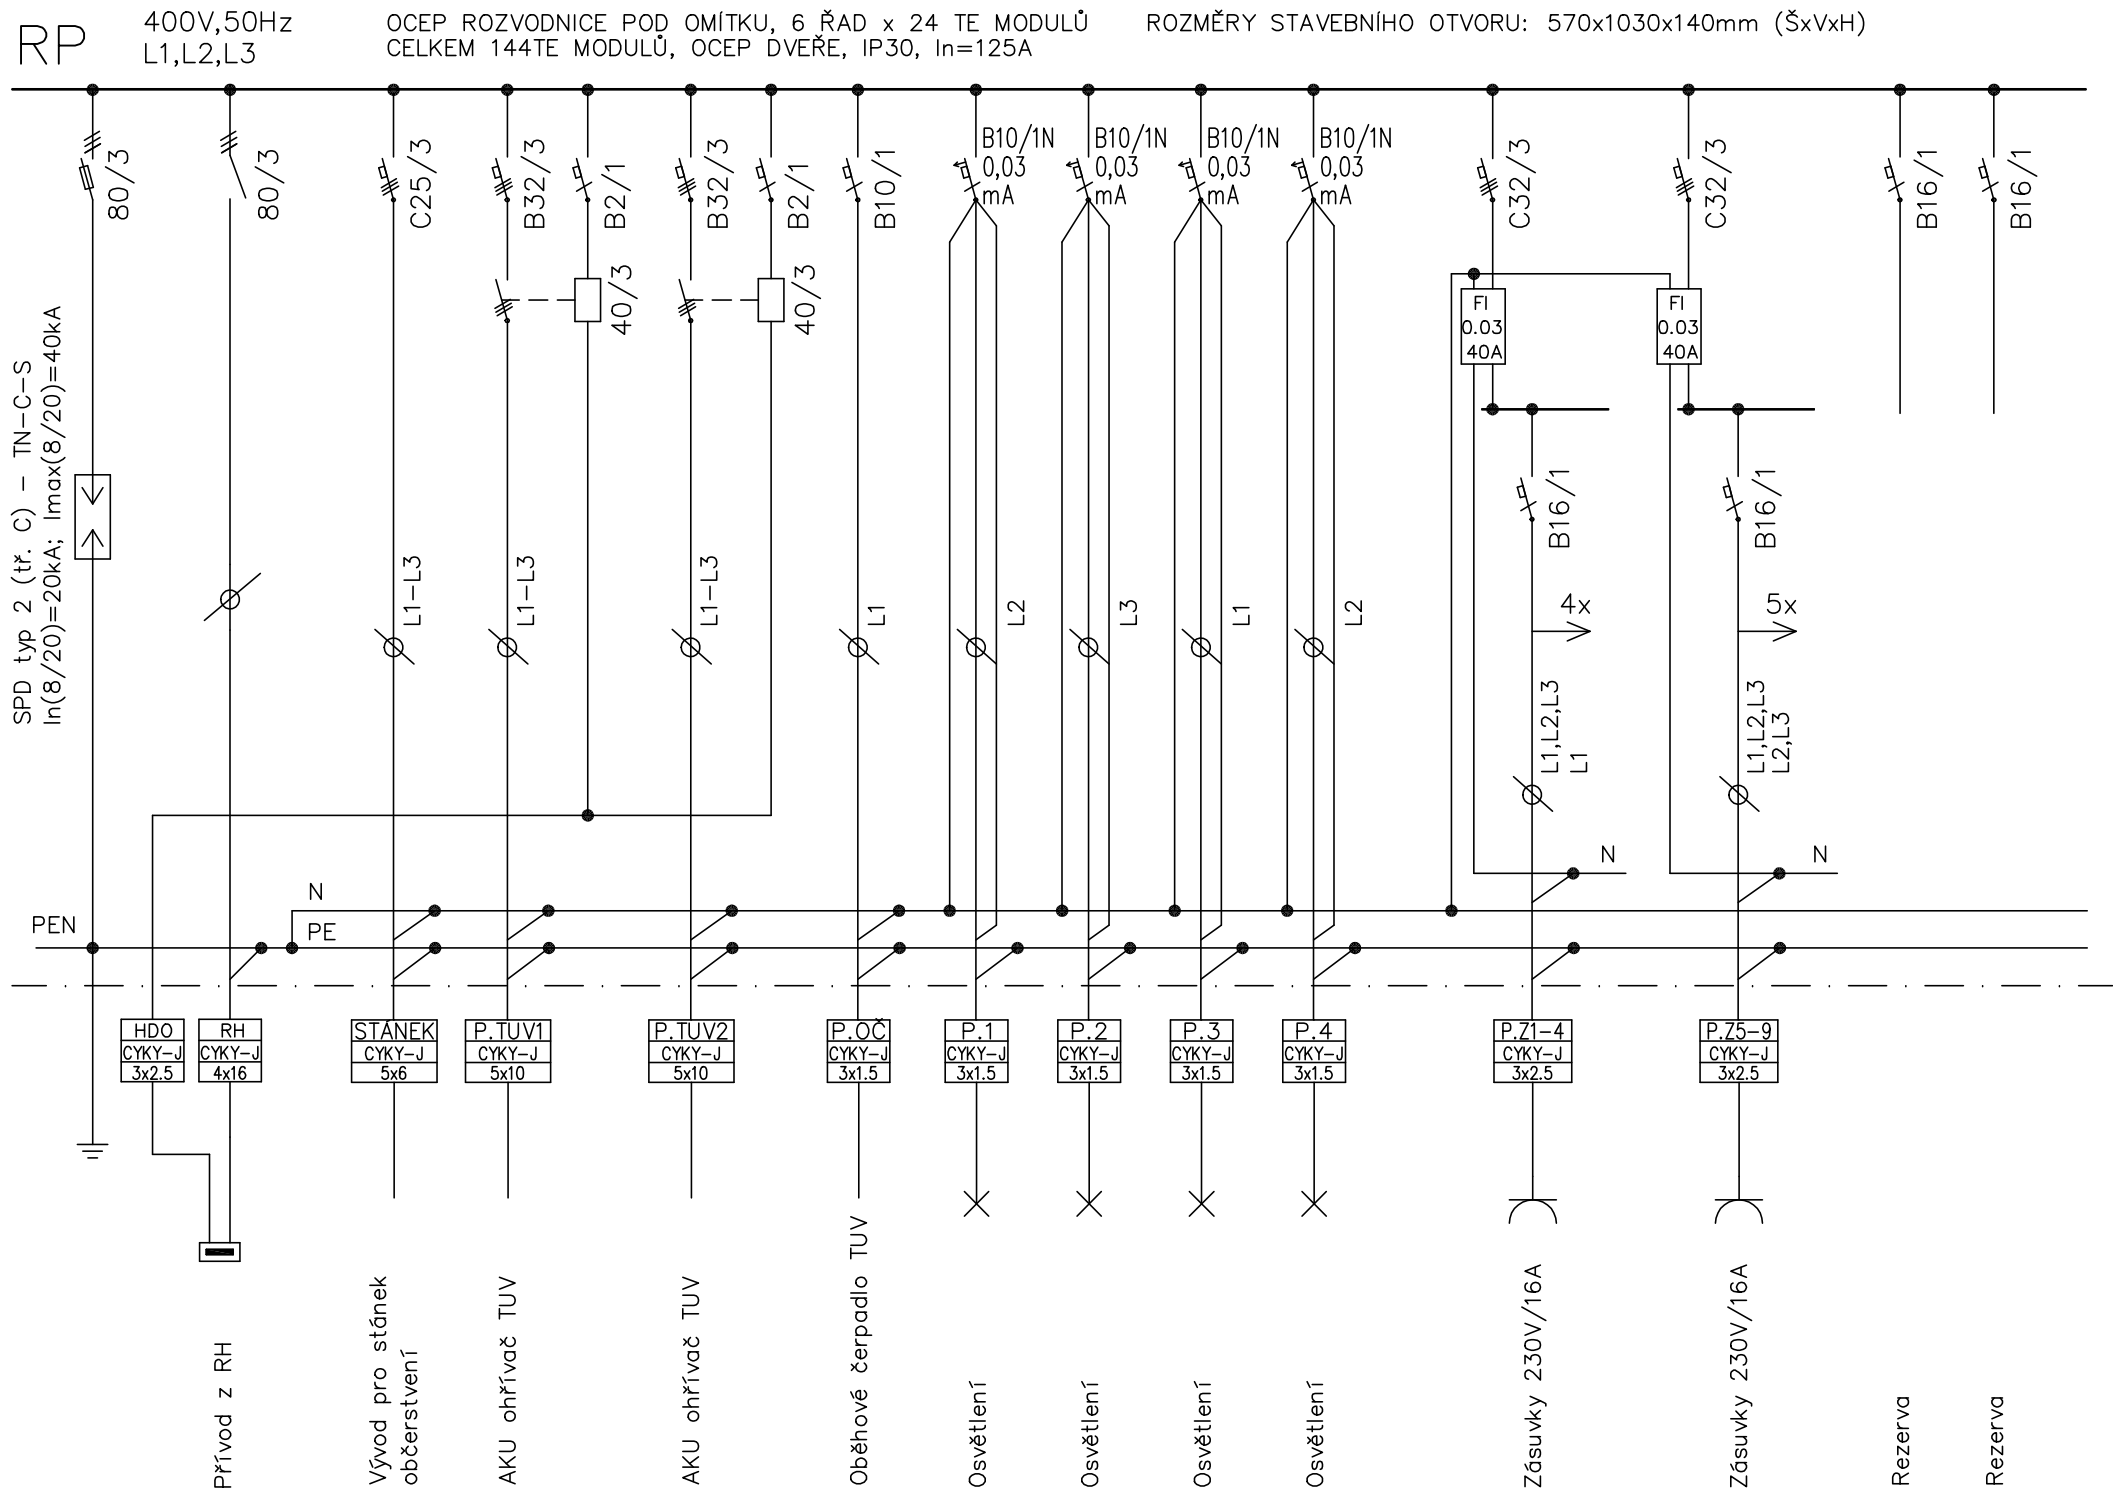 RP
400V,50Hz
L1,L2,L3
OCEP ROZVODNICE POD OMÍTKU, 6 ŘAD x 24 TE MODULŮ
CELKEM 144TE MODULŮ, OCEP DVEŘE, IP30, In=125A
ROZMĚRY STAVEBNÍHO OTVORU: 570x1030x140mm (ŠxVxH)
80/3
80/3
C25/3
B32/3
B2/1
B32/3
B2/1
B10/1
B10/1N
0,03
mA
B10/1N
0,03
mA
B10/1N
0,03
mA
B10/1N
0,03
mA
C32/3
C32/3
B16/1
B16/1
40/3
40/3
FI
0.03
40A
FI
0.03
40A
SPD typ 2 (tř. C) – TN–C–S
In(8/20)=20kA; Imax(8/20)=40kA
B16/1
B16/1
L1–L3
L1–L3
L1–L3
L1
L2
L3
L1
L2
4x
5x
L1,L2,L3
L1
L1,L2,L3
L2,L3
N
N
N
PEN
PE
HDO
CYKY–J
3x2.5
RH
CYKY–J
4x16
STÁNEK
CYKY–J
5x6
P.TUV1
CYKY–J
5x10
P.TUV2
CYKY–J
5x10
P.OČ
CYKY–J
3x1.5
P.1
CYKY–J
3x1.5
P.2
CYKY–J
3x1.5
P.3
CYKY–J
3x1.5
P.4
CYKY–J
3x1.5
P.Z1–4
CYKY–J
3x2.5
P.Z5–9
CYKY–J
3x2.5
Přívod z RH
Vývod pro stánek
občerstvení
AKU ohřívač TUV
AKU ohřívač TUV
Oběhové čerpadlo TUV
Osvětlení
Osvětlení
Osvětlení
Osvětlení
Zásuvky 230V/16A
Zásuvky 230V/16A
Rezerva
Rezerva